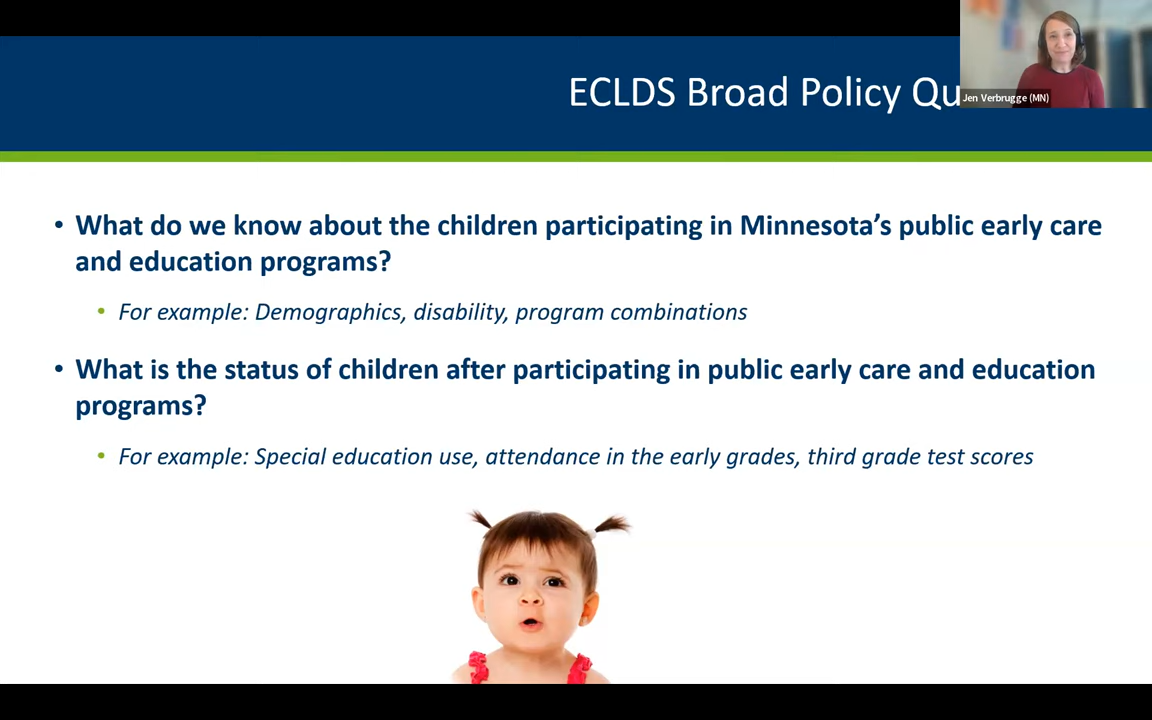 ECLDS Broad Policy Qu
Jen Verbrugge (MN)
• What do we know about the children participating in Minnesota’s public early care
and education programs?
• For example: Demographics, disability, program combinations
• What is the status of children after participating in public early care and education
programs?
• For example: Special education use, attendance in the early grades, third grade test scores